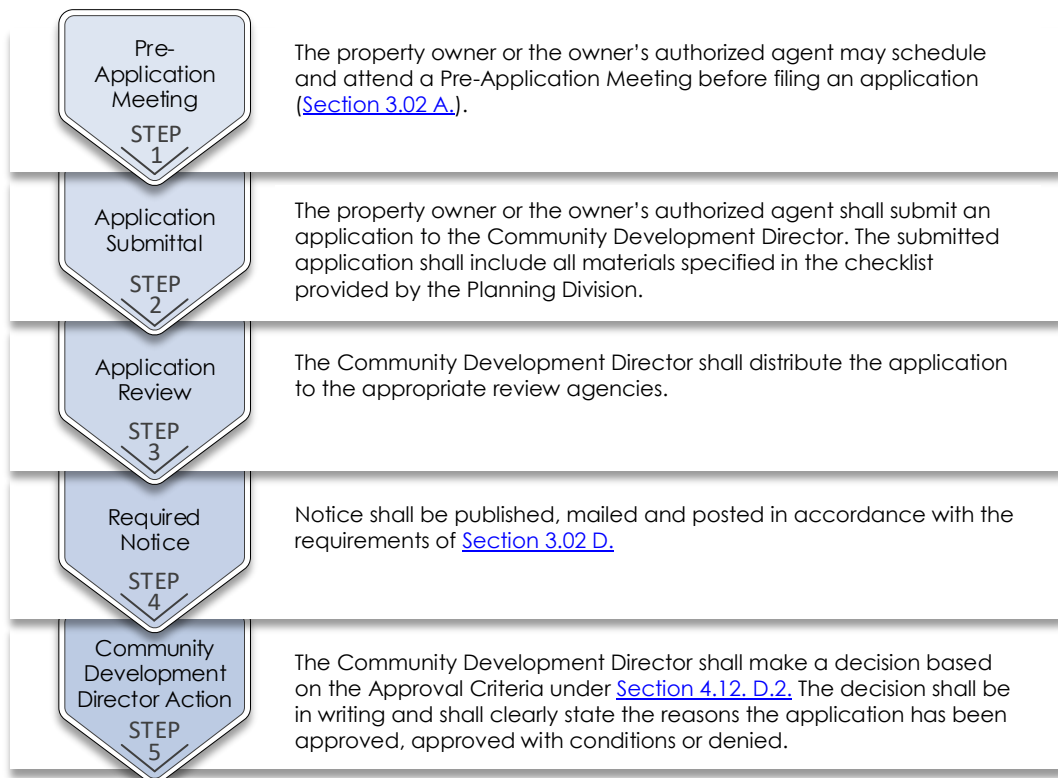 Pre-
Application
Meeting
STEP
1
The property owner or the owner’s authorized agent may schedule
and attend a Pre-Application Meeting before filing an application
(Section 3.02 A.).
Application
Submittal
STEP
2
The property owner or the owner’s authorized agent shall submit an
application to the Community Development Director. The submitted
application shall include all materials specified in the checklist
provided by the Planning Division.
Application
Review
STEP
3
The Community Development Director shall distribute the application
to the appropriate review agencies.
Required
Notice
STEP
4
Notice shall be published, mailed and posted in accordance with the
requirements of Section 3.02 D.
Community
Development
Director Action
STEP
5
The Community Development Director shall make a decision based
on the Approval Criteria under Section 4.12. D.2. The decision shall be
in writing and shall clearly state the reasons the application has been
approved, approved with conditions or denied.